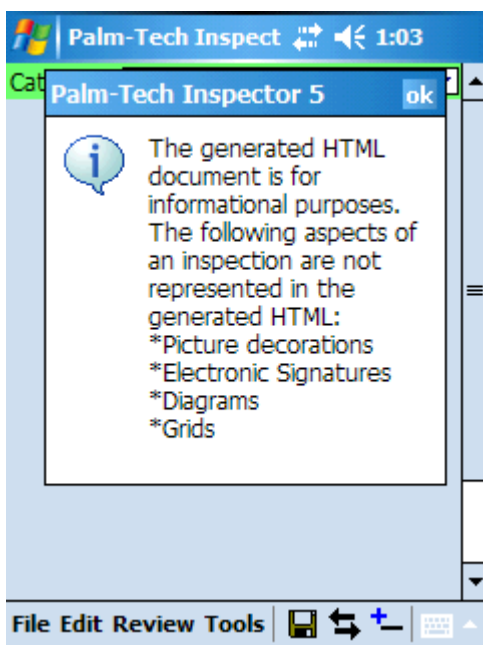 Palm-Tech Inspect 1:03
Cat
Palm-Tech Inspector 5 ok
The generated HTML
document is for
informational purposes.
The following aspects of
an inspection are not
represented in the
generated HTML:
*Picture decorations
*Electronic Signatures
*Diagrams
*Grids
File Edit Review Tools